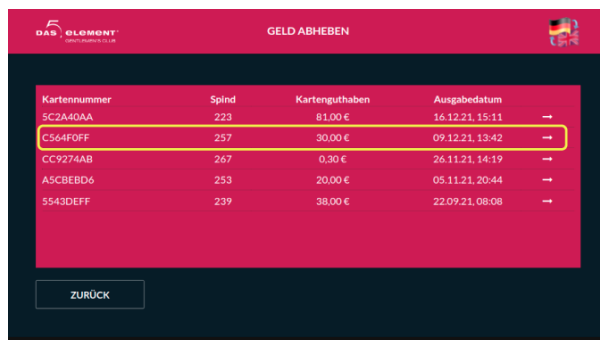 DAS 5 ELEMENT
GENTLEMEN'S CLUB
GELD ABHEBEN
Kartennummer Spind Kartenguthaben Ausgabedatum
5C2A40AA 223 81,00 € 16.12.21, 15:11 →
C564F0FF 257 30,00 € 09.12.21, 13:42 →
CC9274AB 267 0,30 € 26.11.21, 14:19 →
A5CBEBD6 253 20,00 € 05.11.21, 20:44 →
5543DEFF 239 38,00 € 22.09.21, 08:08 →
ZURÜCK